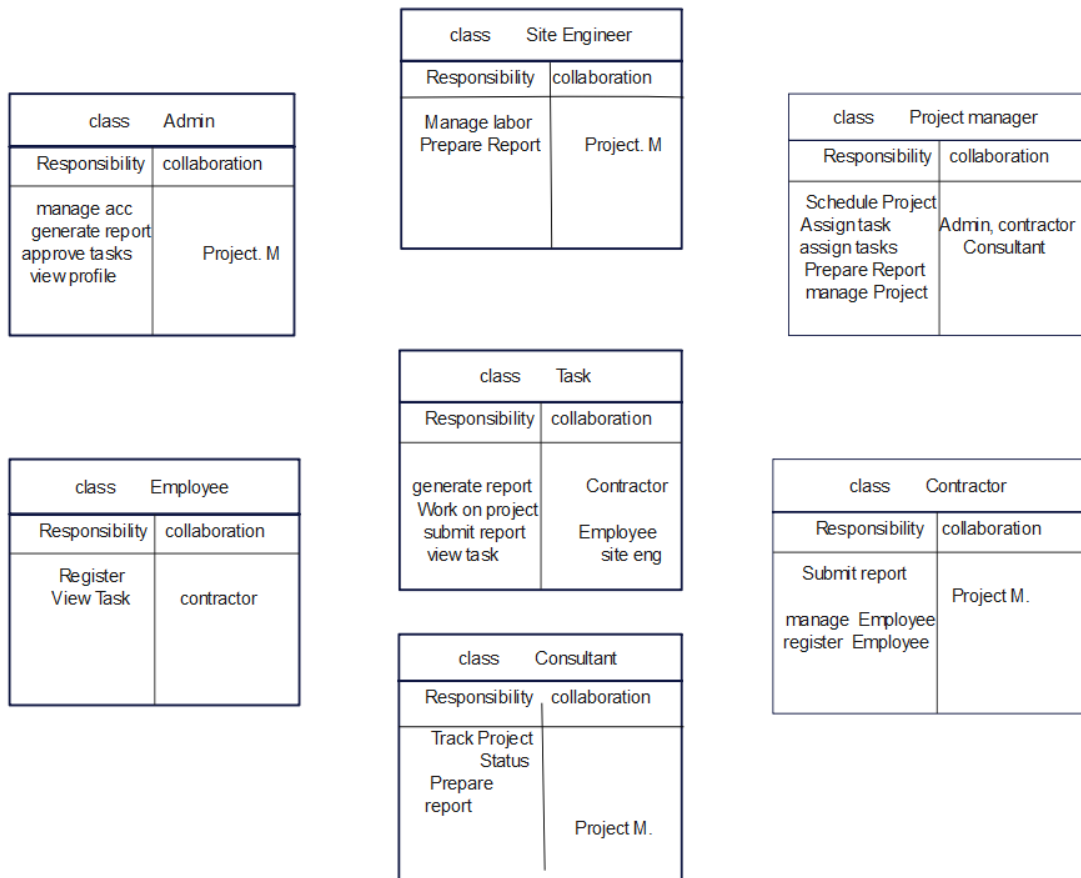 class Site Engineer
Responsibility collaboration
Manage labor
Prepare Report
Project. M
class Admin
Responsibility collaboration
manage acc
generate report
approve tasks
view profile
Project. M
class Project manager
Responsibility collaboration
Schedule Project
Assign task
assign tasks
Prepare Report
manage Project
Admin, contractor
Consultant
class Task
Responsibility collaboration
generate report
Work on project
submit report
view task
Contractor
Employee
site eng
class Employee
Responsibility collaboration
Register
View Task
contractor
class Contractor
Responsibility collaboration
Submit report
manage Employee
register Employee
Project M.
class Consultant
Responsibility collaboration
Track Project
Status
Prepare
report
Project M.